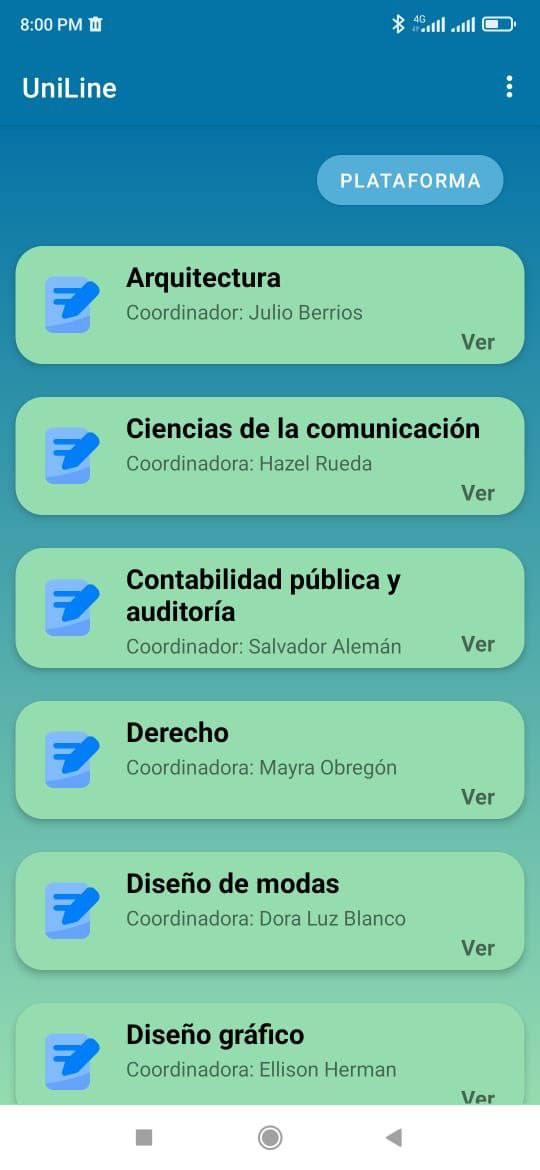 8:00 PM
4G
UniLine
PLATAFORMA
Arquitectura
Coordinador: Julio Berrios
Ver
Ciencias de la comunicación
Coordinadora: Hazel Rueda
Ver
Contabilidad pública y
auditoría
Coordinador: Salvador Alemán
Ver
Derecho
Coordinadora: Mayra Obregón
Ver
Diseño de modas
Coordinadora: Dora Luz Blanco
Ver
Diseño gráfico
Coordinadora: Ellison Herman
Ver